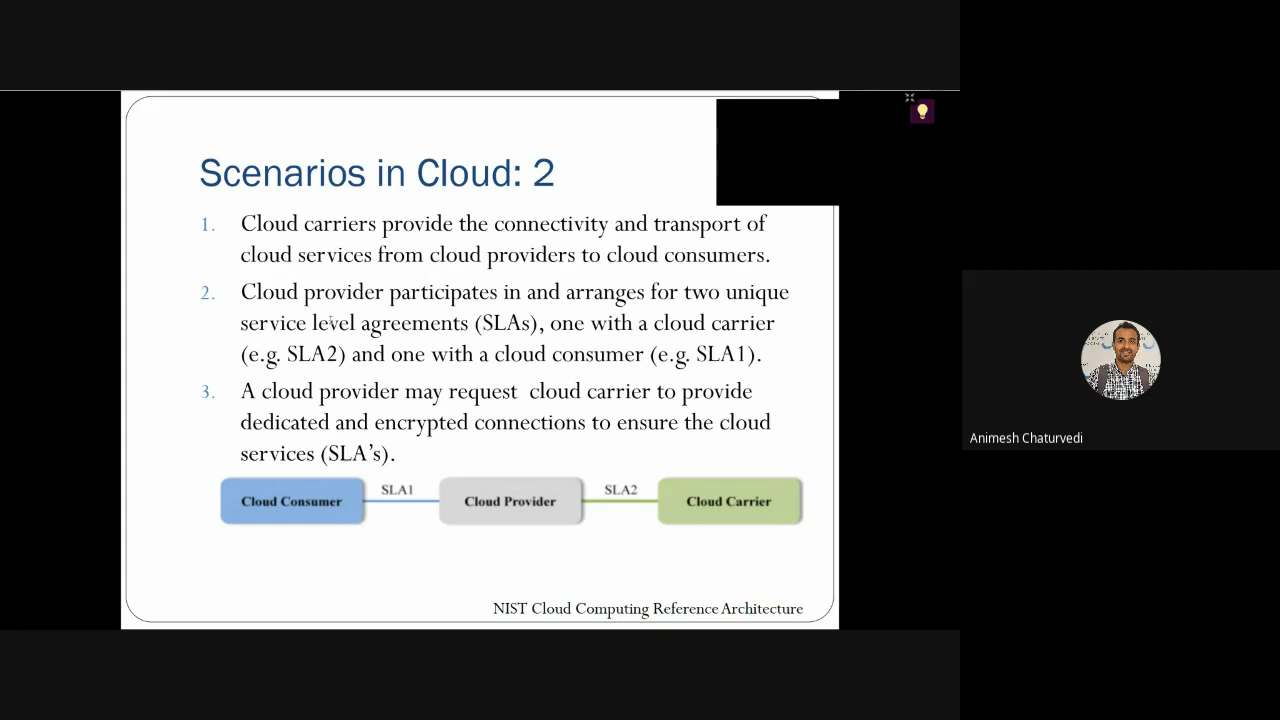 Scenarios in Cloud: 2
1. Cloud carriers provide the connectivity and transport of
cloud services from cloud providers to cloud consumers.
2. Cloud provider participates in and arranges for two unique
service level agreements (SLAs), one with a cloud carrier
(e.g. SLA2) and one with a cloud consumer (e.g. SLA1).
3. A cloud provider may request cloud carrier to provide
dedicated and encrypted connections to ensure the cloud
services (SLA's).
Cloud Consumer SLA1 Cloud Provider SLA2 Cloud Carrier
NIST Cloud Computing Reference Architecture
Animesh Chaturvedi